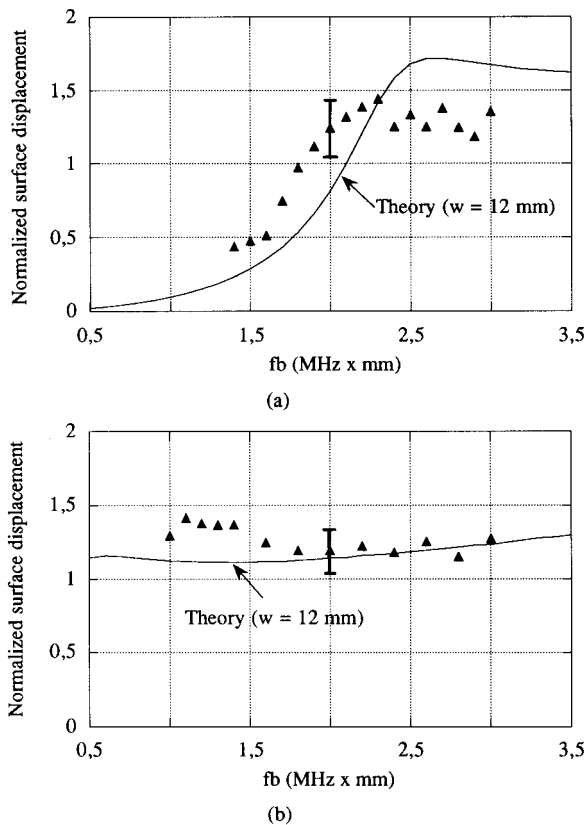 Normalized surface displacement
2
1,5
1
0,5
0
Theory (w = 12 mm)
0,5
1,5
2,5
3,5
fb (MHz x mm)
(a)
Normalized surface displacement
2
1,5
1
0,5
0
Theory (w = 12 mm)
0,5
1,5
2,5
3,5
fb (MHz x mm)
(b)